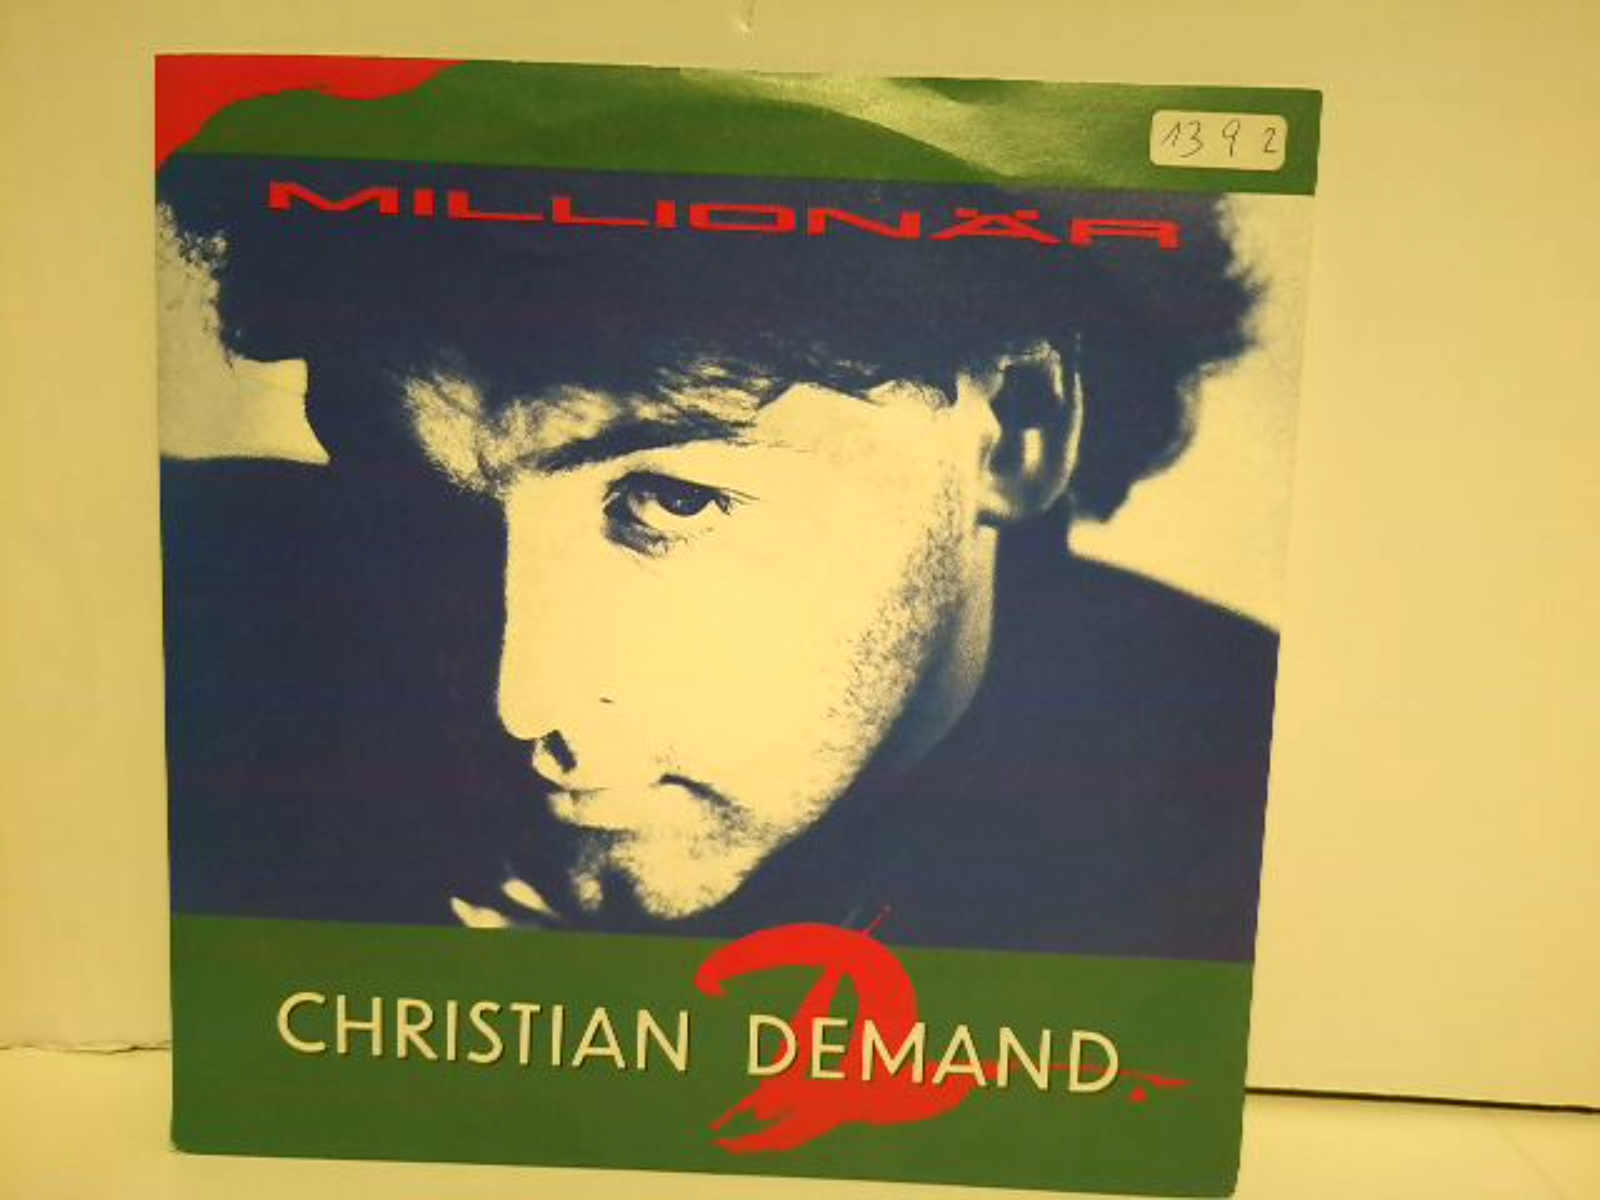 1392
MILLIONÄR
CHRISTIAN DEMAND
D.